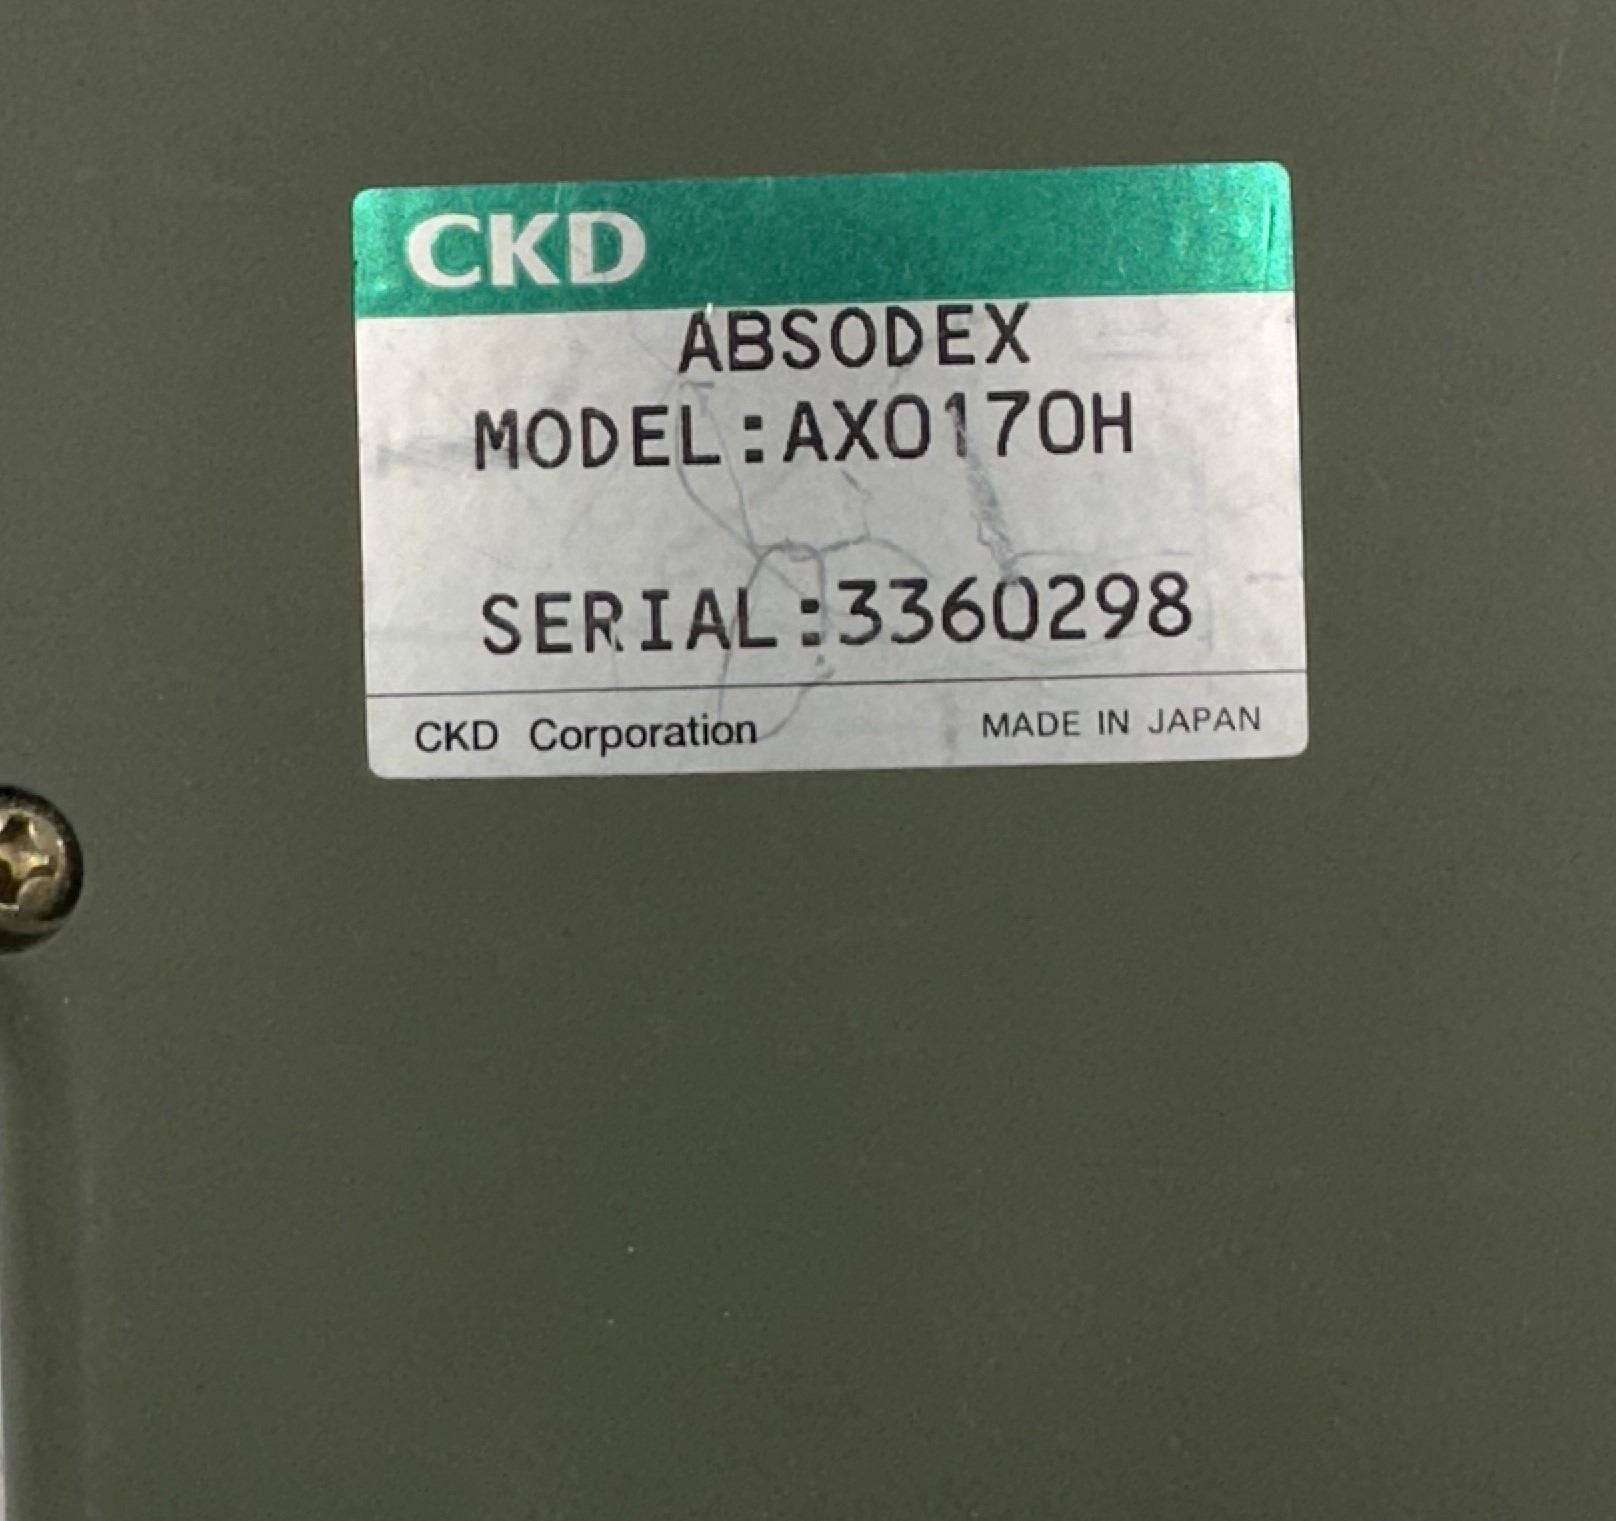 CKD
ABSODEX
MODEL:AX0170H
SERIAL:3360298
CKD Corporation MADE IN JAPAN